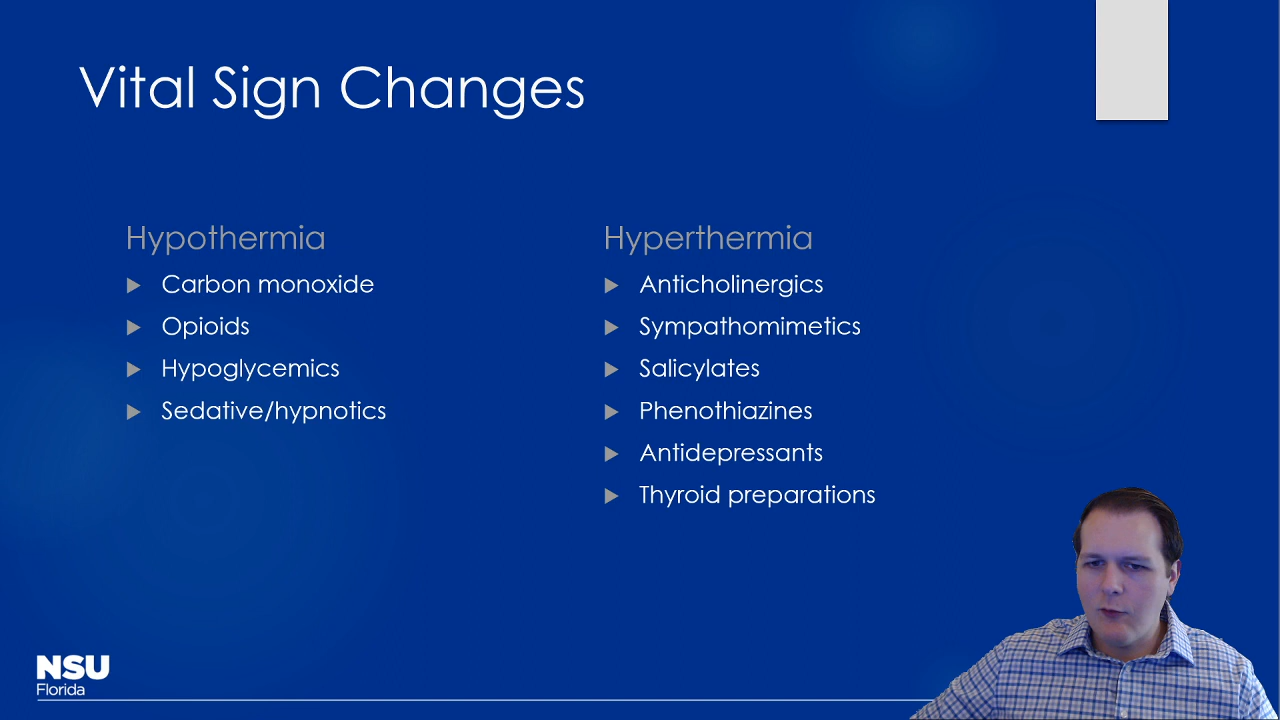 Vital Sign Changes
Hypothermia
Carbon monoxide
Opioids
Hypoglycemics
Sedative/hypnotics
Hyperthermia
Anticholinergics
Sympathomimetics
Salicylates
Phenothiazines
Antidepressants
Thyroid preparations
NSU
Florida